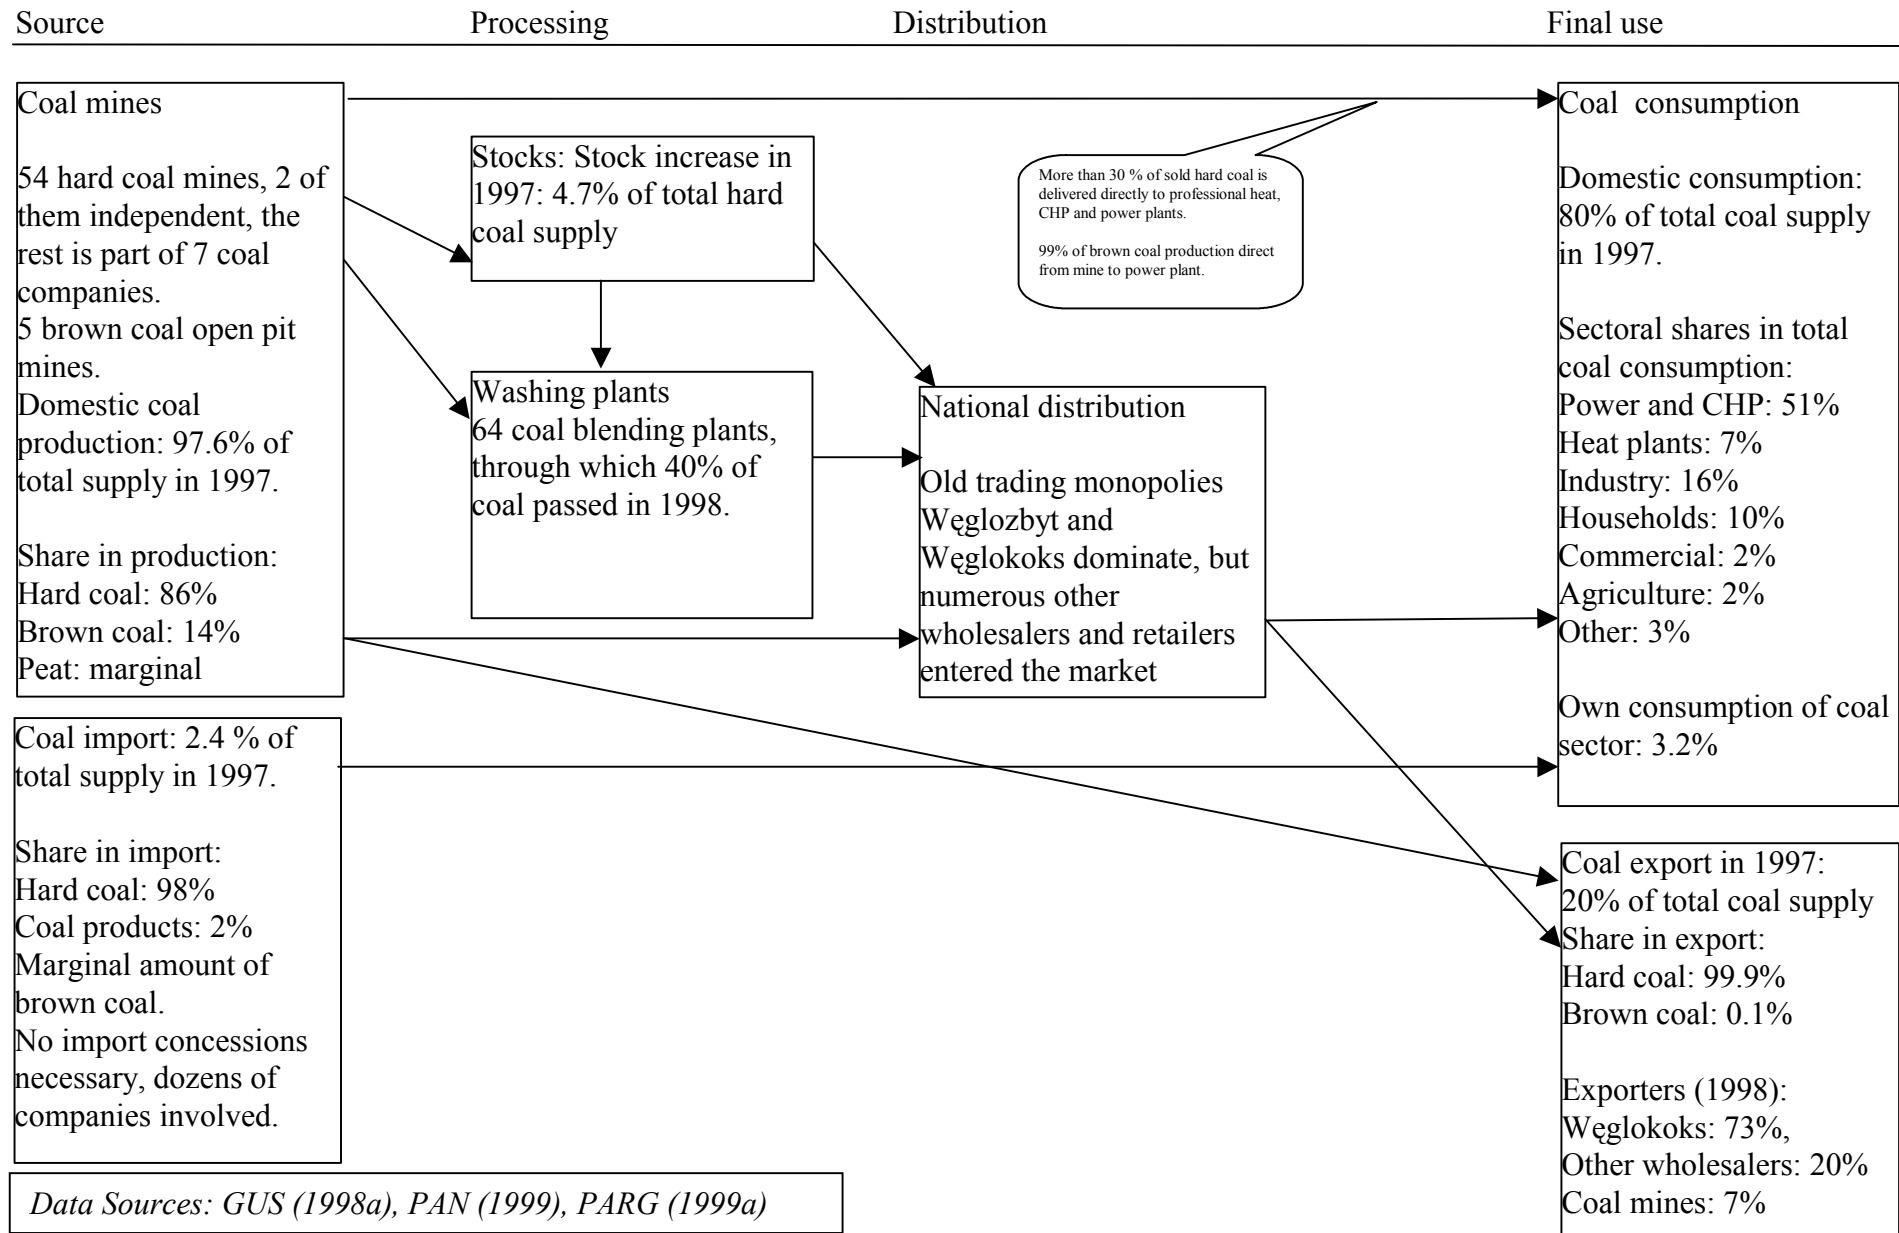 Source
Processing
Distribution
Final use
Coal mines
54 hard coal mines, 2 of
them independent, the
rest is part of 7 coal
companies.
5 brown coal open pit
mines.
Domestic coal
production: 97.6% of
total supply in 1997.
Share in production:
Hard coal: 86%
Brown coal: 14%
Peat: marginal
Coal import: 2.4 % of
total supply in 1997.
Share in import:
Hard coal: 98%
Coal products: 2%
Marginal amount of
brown coal.
No import concessions
necessary, dozens of
companies involved.
Stocks: Stock increase in
1997: 4.7% of total hard
coal supply
Washing plants
64 coal blending plants,
through which 40% of
coal passed in 1998.
National distribution
Old trading monopolies
Węglozbyt and
Węglokoks dominate, but
numerous other
wholesalers and retailers
entered the market
More than 30 % of sold hard coal is
delivered directly to professional heat,
CHP and power plants.
99% of brown coal production direct
from mine to power plant.
Coal consumption
Domestic consumption:
80% of total coal supply
in 1997.
Sectoral shares in total
coal consumption:
Power and CHP: 51%
Heat plants: 7%
Industry: 16%
Households: 10%
Commercial: 2%
Agriculture: 2%
Other: 3%
Own consumption of coal
sector: 3.2%
Coal export in 1997:
20% of total coal supply
Share in export:
Hard coal: 99.9%
Brown coal: 0.1%
Exporters (1998):
Węglokoks: 73%,
Other wholesalers: 20%
Coal mines: 7%
Data Sources: GUS (1998a), PAN (1999), PARG (1999a)